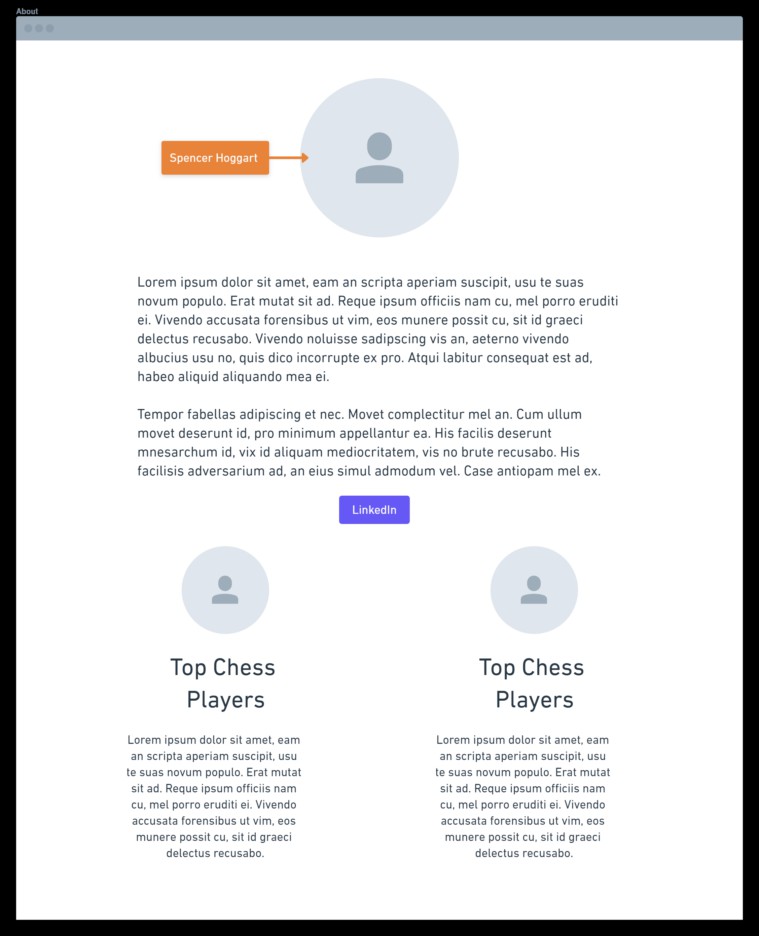 About
Spencer Hoggart
Lorem ipsum dolor sit amet, eam an scripta aperiam suscipit, usu te suas
novum populo. Erat mutat sit ad. Reque ipsum officiis nam cu, mel porro eruditi
ei. Vivendo accusata forensibus ut vim, eos munere possit cu, sit id graeci
delectus recusabo. Vivendo noluisse sadipscing vis an, aeterno vivendo
albucius usu no, quis dico incorrupte ex pro. Atqui labitur consequat est ad,
habeo aliquid aliquando mea ei.
Tempor fabellas adipiscing et nec. Movet complectitur mel an. Cum ullum
movet deserunt id, pro minimum appellantur ea. His facilis deserunt
mnesarchum id, vix id aliquam mediocritatem, vis no brute recusabo. His
facilisis adversarium ad, an eius simul admodum vel. Case antiopam mel ex.
LinkedIn
Top Chess
Players
Lorem ipsum dolor sit amet, eam
an scripta aperiam suscipit, usu
te suas novum populo. Erat mutat
sit ad. Reque ipsum officiis nam
cu, mel porro eruditi ei. Vivendo
accusata forensibus ut vim, eos
munere possit cu, sit id graeci
delectus recusabo.
Top Chess
Players
Lorem ipsum dolor sit amet, eam
an scripta aperiam suscipit, usu
te suas novum populo. Erat mutat
sit ad. Reque ipsum officiis nam
cu, mel porro eruditi ei. Vivendo
accusata forensibus ut vim, eos
munere possit cu, sit id graeci
delectus recusabo.